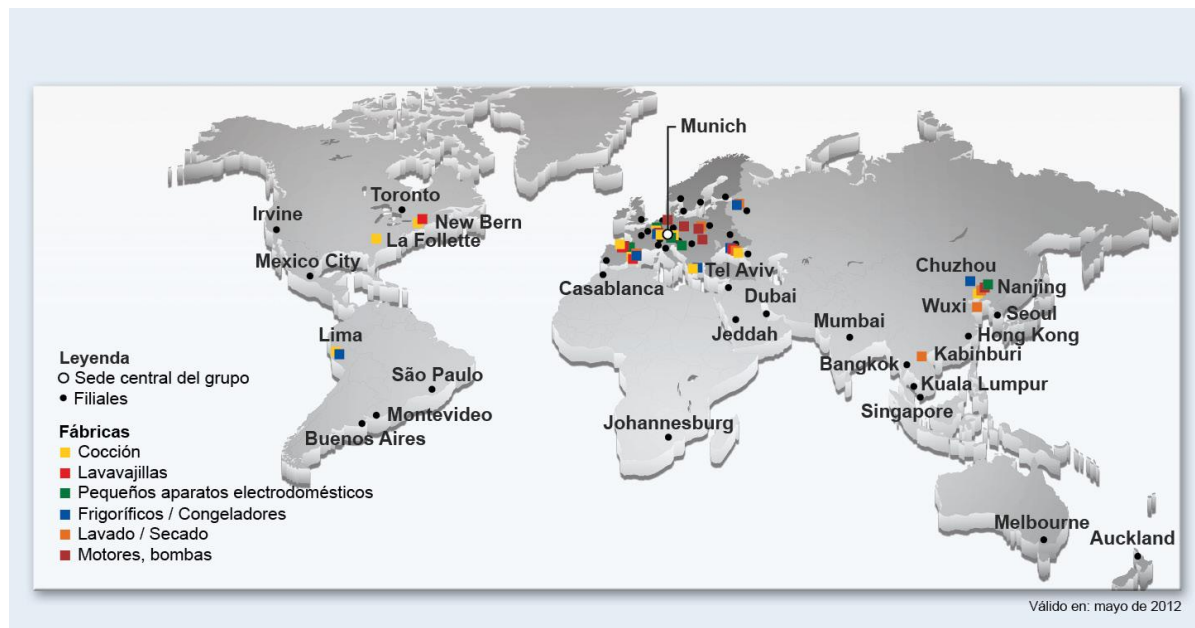 Munich
Toronto
Irvine
New Bern
La Follette
Mexico City
Tel Aviv
Casablanca
Dubai
Jeddah
Chuzhou
Nanjing
Wuxi
Seoul
Mumbai
Hong Kong
Kabinburi
Bangkok
Kuala Lumpur
Singapore
Lima
São Paulo
Montevideo
Buenos Aires
Johannesburg
Melbourne
Auckland
Leyenda
Sede central del grupo
Filiales
Fábricas
Cocción
Lavavajillas
Pequeños aparatos electrodomésticos
Frigoríficos / Congeladores
Lavado / Secado
Motores, bombas
Válido en: mayo de 2012